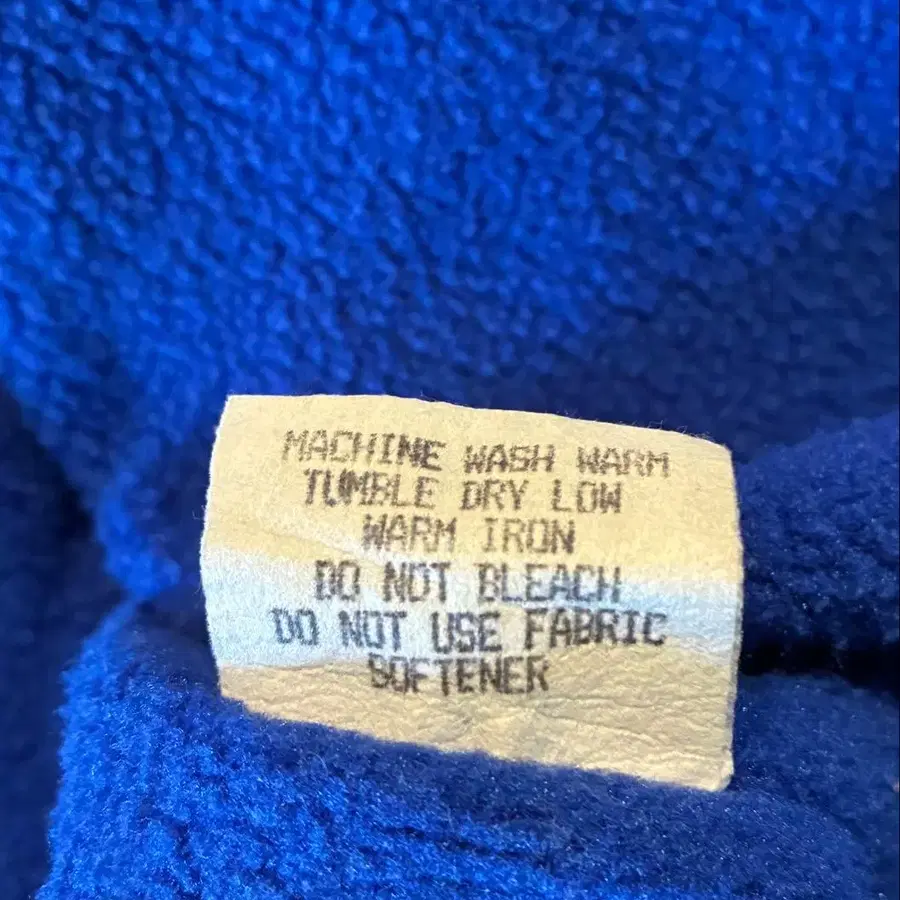 MACHINE WASH WARM
TUMBLE DRY LOW
WARM IRON
DO NOT BLEACH
DO NOT USE FABRIC
SOFTENER